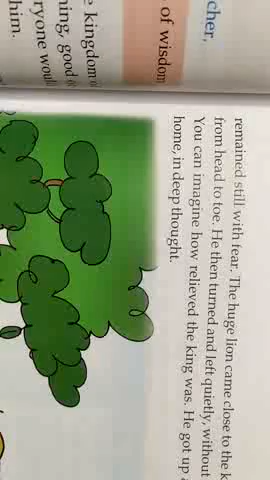 cher,
of wisdom
e kingdom
ning, good
ryone would
him.
remained still with fear. The huge lion came close to the k
from head to toe. He then turned and left quietly, without
You can imagine how relieved the king was. He got up
home, in deep thought.